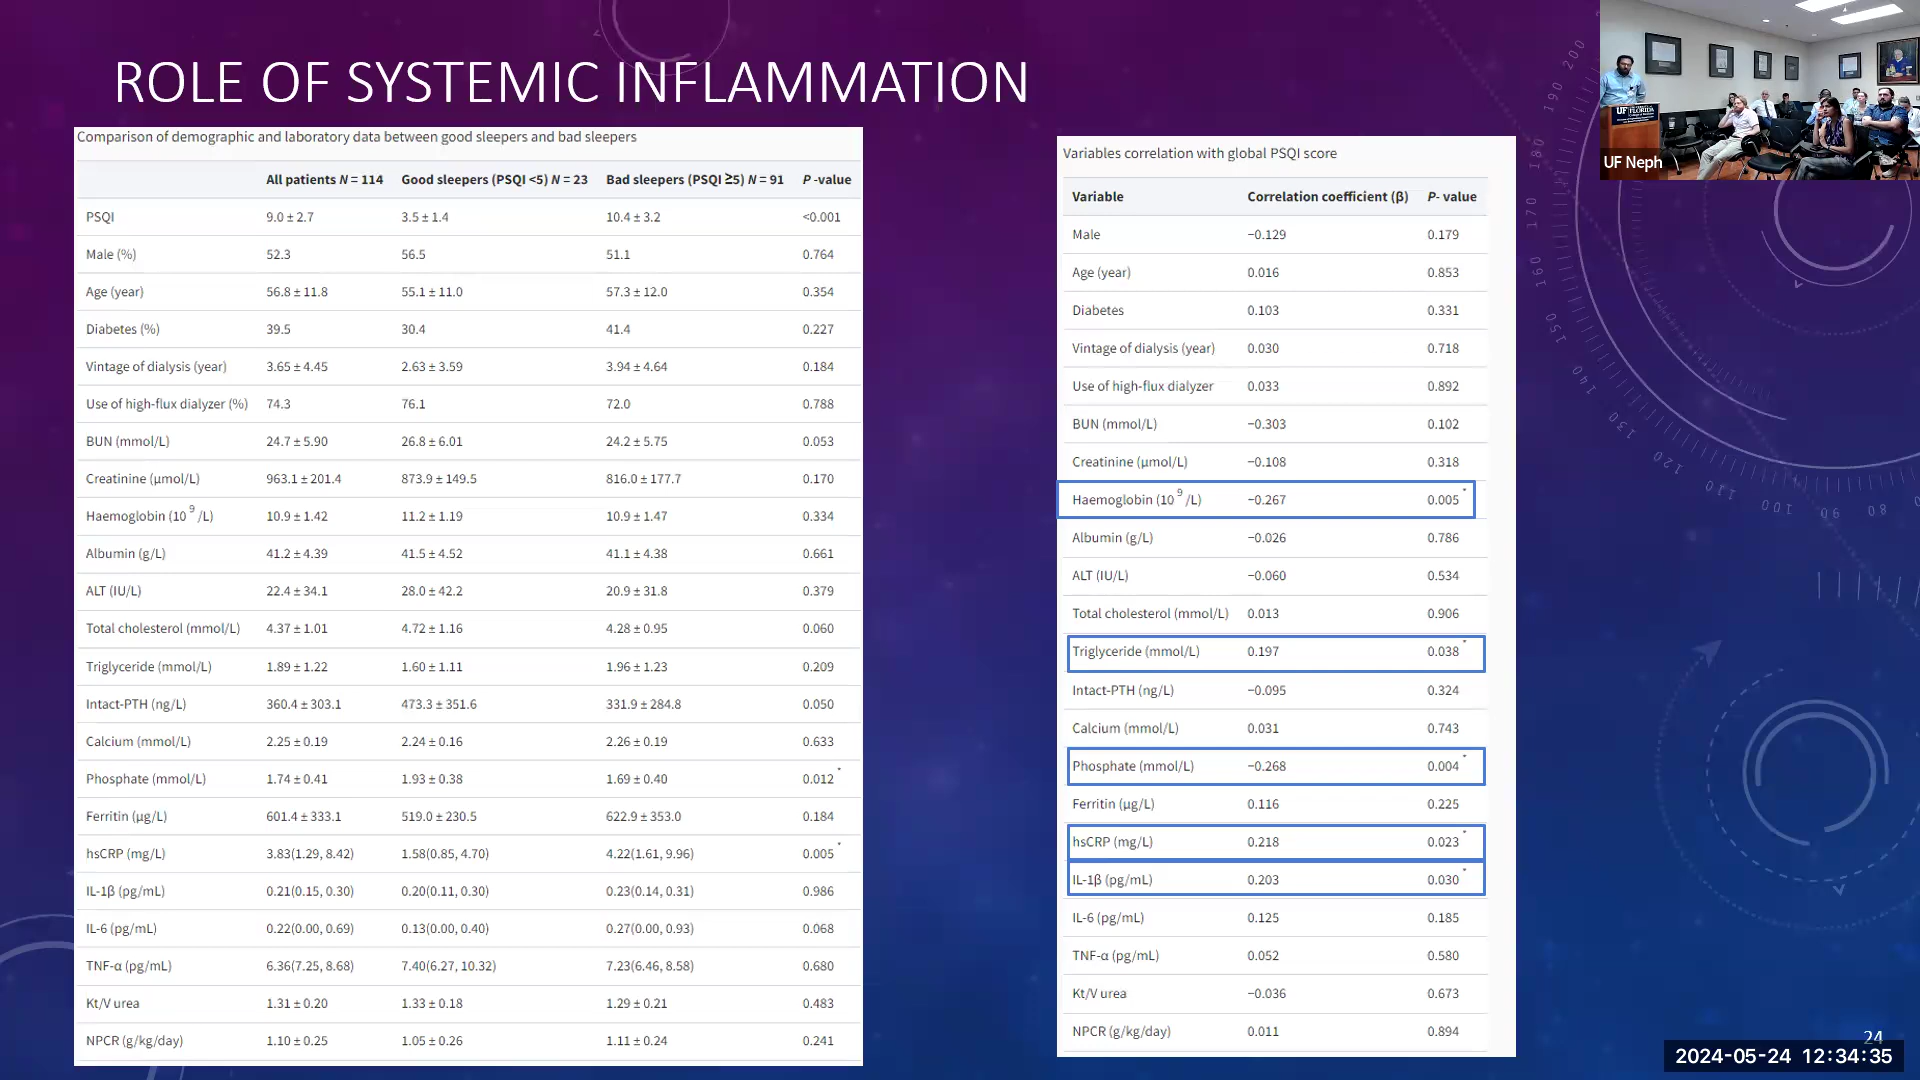 ROLE OF SYSTEMIC INFLAMMATION
Comparison of demographic and laboratory data between good sleepers and bad sleepers
All patients N = 114 Good sleepers (PSQI <5) N = 23 Bad sleepers (PSQI ≥5) N = 91 P -value
PSQI 9.0 ± 2.7 3.5 ± 1.4 10.4 ± 3.2 <0.001
Male (%) 52.3 56.5 51.1 0.764
Age (year) 56.8 ± 11.8 55.1 ± 11.0 57.3 ± 12.0 0.354
Diabetes (%) 39.5 30.4 41.4 0.227
Vintage of dialysis (year) 3.65 ± 4.45 2.63 ± 3.59 3.94 ± 4.64 0.184
Use of high-flux dialyzer (%) 74.3 76.1 72.0 0.788
BUN (mmol/L) 24.7 ± 5.90 26.8 ± 6.01 24.2 ± 5.75 0.053
Creatinine (μmol/L) 963.1 ± 201.4 873.9 ± 149.5 816.0 ± 177.7 0.170
Haemoglobin (10 9 /L) 10.9 ± 1.42 11.2 ± 1.19 10.9 ± 1.47 0.334
Albumin (g/L) 41.2 ± 4.39 41.5 ± 4.52 41.1 ± 4.38 0.661
ALT (IU/L) 22.4 ± 34.1 28.0 ± 42.2 20.9 ± 31.8 0.379
Total cholesterol (mmol/L) 4.37 ± 1.01 4.72 ± 1.16 4.28 ± 0.95 0.060
Triglyceride (mmol/L) 1.89 ± 1.22 1.60 ± 1.11 1.96 ± 1.23 0.209
Intact-PTH (ng/L) 360.4 ± 303.1 473.3 ± 351.6 331.9 ± 284.8 0.050
Calcium (mmol/L) 2.25 ± 0.19 2.24 ± 0.16 2.26 ± 0.19 0.633
Phosphate (mmol/L) 1.74 ± 0.41 1.93 ± 0.38 1.69 ± 0.40 0.012 *
Ferritin (μg/L) 601.4 ± 333.1 519.0 ± 230.5 622.9 ± 353.0 0.184
hsCRP (mg/L) 3.83(1.29, 8.42) 1.58(0.85, 4.70) 4.22(1.61, 9.96) 0.005 *
IL-1β (pg/mL) 0.21(0.15, 0.30) 0.20(0.11, 0.30) 0.23(0.14, 0.31) 0.986
IL-6 (pg/mL) 0.22(0.00, 0.69) 0.13(0.00, 0.40) 0.27(0.00, 0.93) 0.068
TNF-α (pg/mL) 6.36(7.25, 8.68) 7.40(6.27, 10.32) 7.23(6.46, 8.58) 0.680
Kt/V urea 1.31 ± 0.20 1.33 ± 0.18 1.29 ± 0.21 0.483
NPCR (g/kg/day) 1.10 ± 0.25 1.05 ± 0.26 1.11 ± 0.24 0.241
Variables correlation with global PSQI score
Variable Correlation coefficient (β) P- value
Male −0.129 0.179
Age (year) 0.016 0.853
Diabetes 0.103 0.331
Vintage of dialysis (year) 0.030 0.718
Use of high-flux dialyzer 0.033 0.892
BUN (mmol/L) −0.303 0.102
Creatinine (μmol/L) −0.108 0.318
Haemoglobin (10 9 /L) −0.267 0.005 *
Albumin (g/L) −0.026 0.786
ALT (IU/L) −0.060 0.534
Total cholesterol (mmol/L) 0.013 0.906
Triglyceride (mmol/L) 0.197 0.038 *
Intact-PTH (ng/L) −0.095 0.324
Calcium (mmol/L) 0.031 0.743
Phosphate (mmol/L) −0.268 0.004 *
Ferritin (μg/L) 0.116 0.225
hsCRP (mg/L) 0.218 0.023 *
IL-1β (pg/mL) 0.203 0.030 *
IL-6 (pg/mL) 0.125 0.185
TNF-α (pg/mL) 0.052 0.580
Kt/V urea −0.036 0.673
NPCR (g/kg/day) 0.011 0.894
UF FLORIDA
UF Neph
200
190
180
170
160
150
140
130
120
110
100
90
80
24
2024-05-24 12:34:35